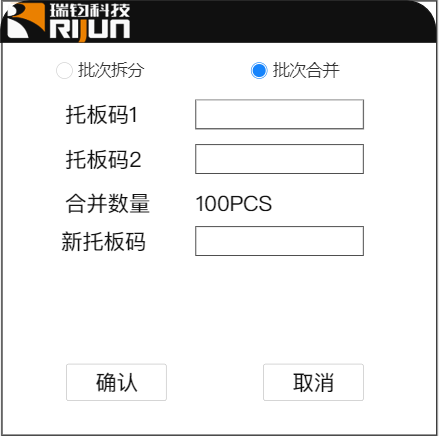 瑞钧科技
RIJUN
批次拆分 批次合并
托板码1
托板码2
合并数量 100PCS
新托板码
确认 取消